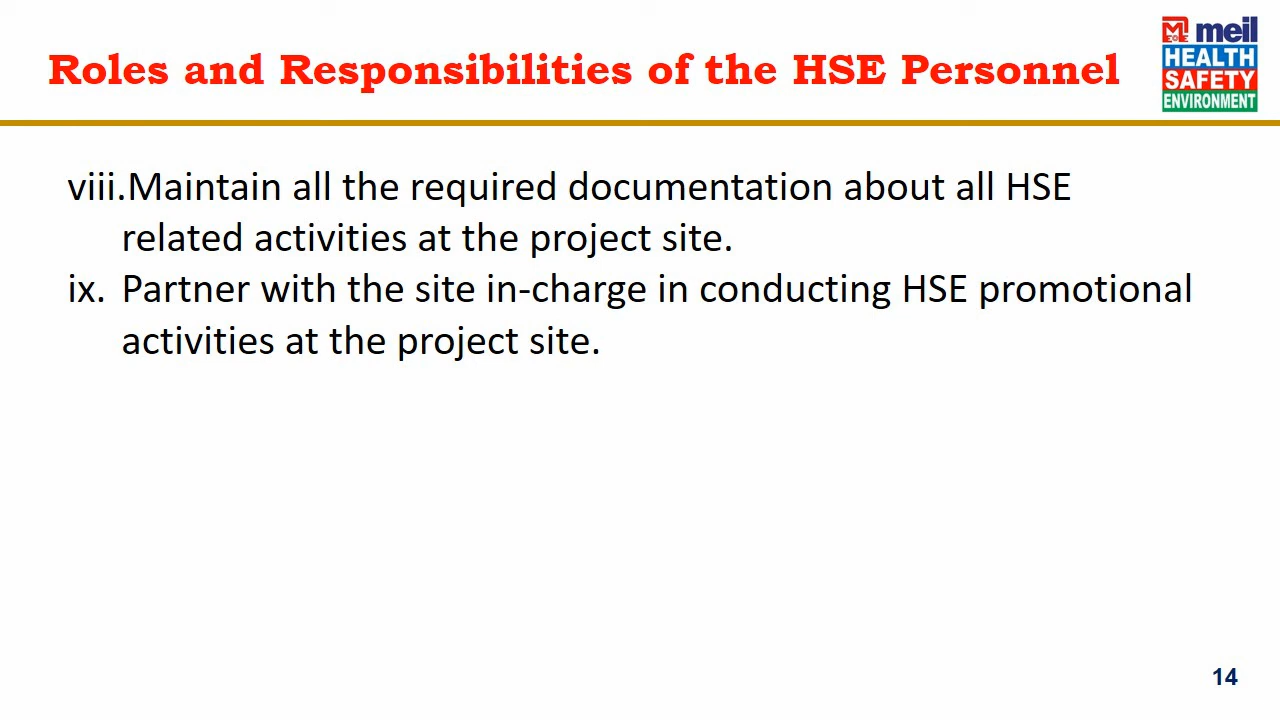 Roles and Responsibilities of the HSE Personnel
meil
HEALTH
SAFETY
ENVIRONMENT
viii.Maintain all the required documentation about all HSE
related activities at the project site.
ix. Partner with the site in-charge in conducting HSE promotional
activities at the project site.
14